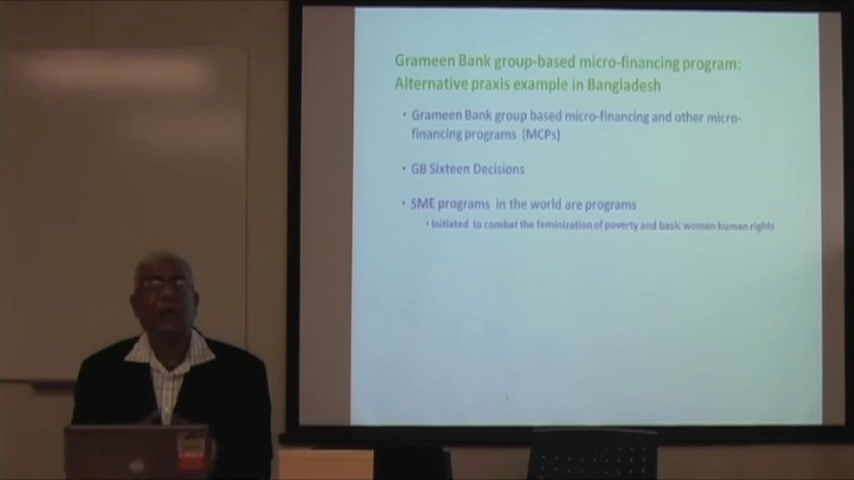 Grameen Bank group-based micro-financing program:
Alternative praxis example in Bangladesh
• Grameen Bank group based micro-financing and other micro-
financing programs (MCPs)
• GB Sixteen Decisions
• SME programs in the world are programs
• Initiated to combat the feminization of poverty and basic women human rights